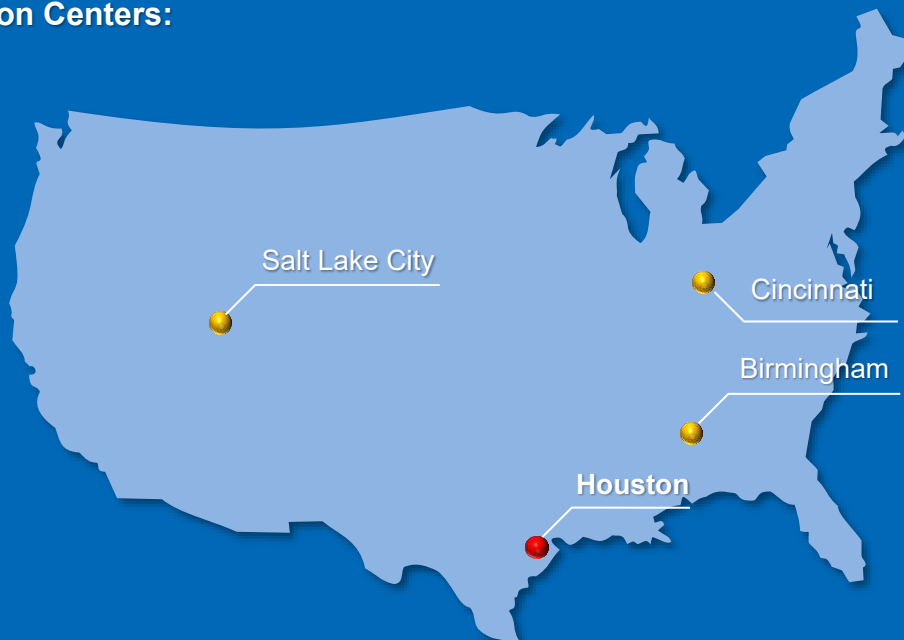 on Centers:
Salt Lake City
Cincinnati
Birmingham
Houston